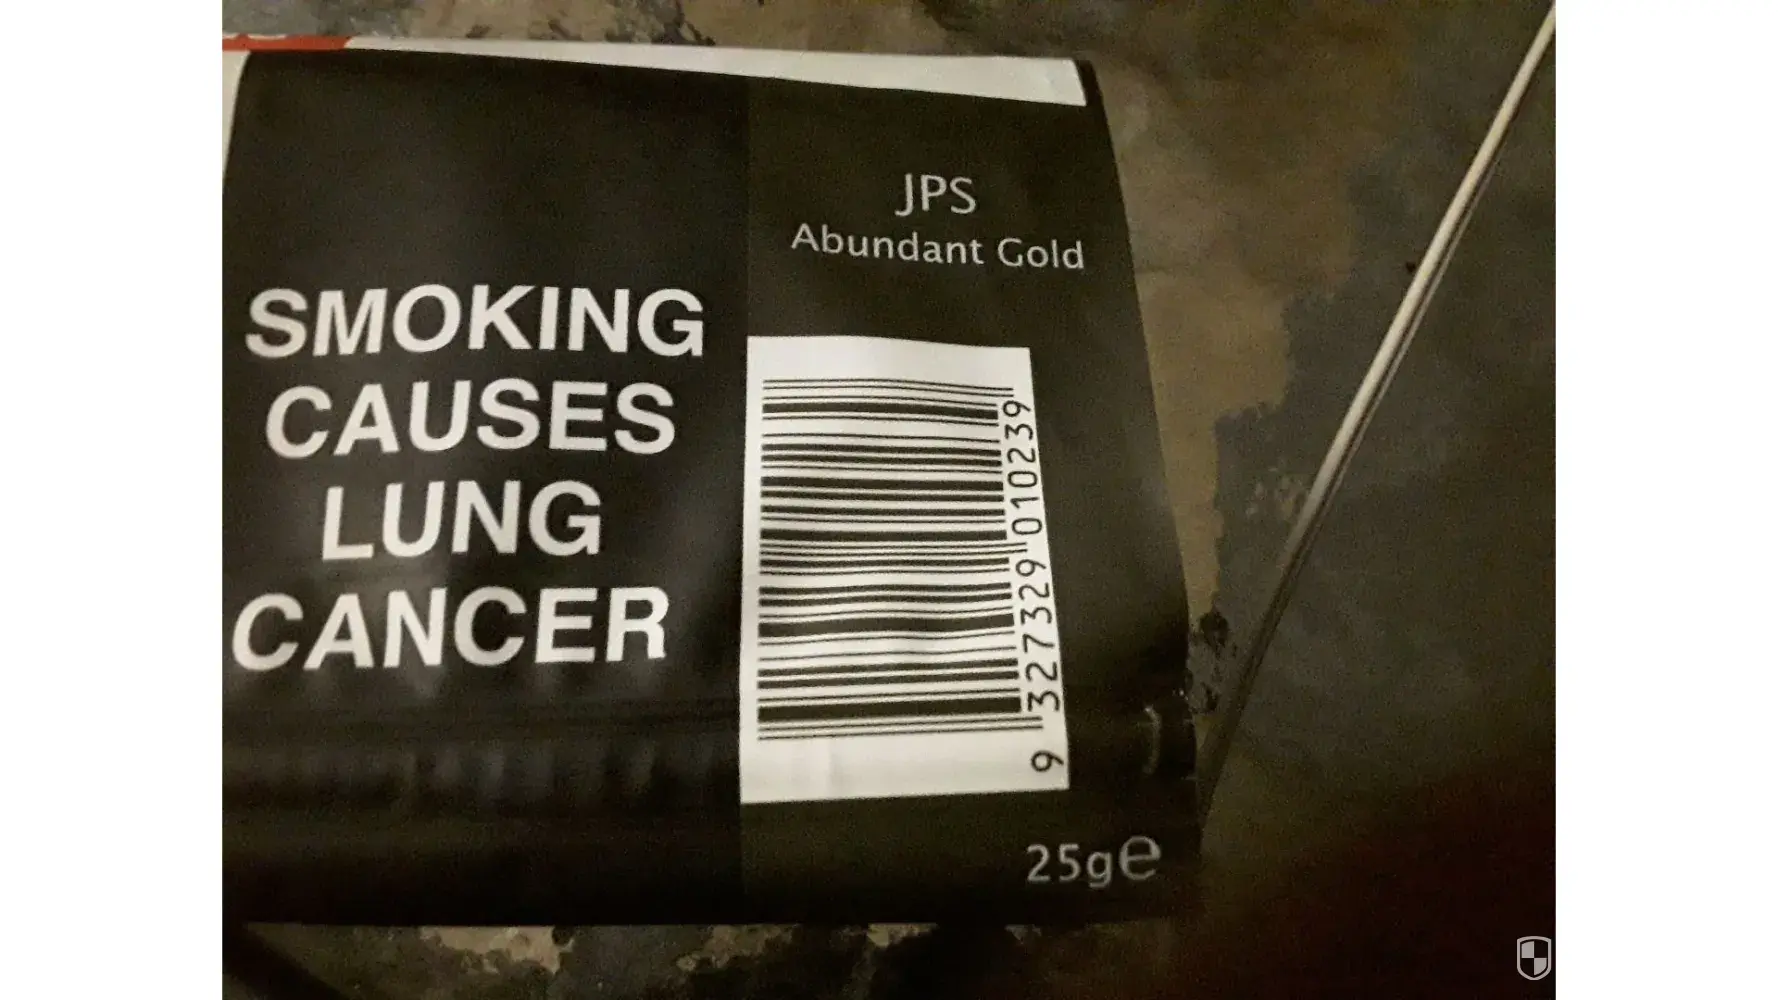 SMOKING
CAUSES
LUNG
CANCER
JPS
Abundant Gold
9 327329 010239
25g℮